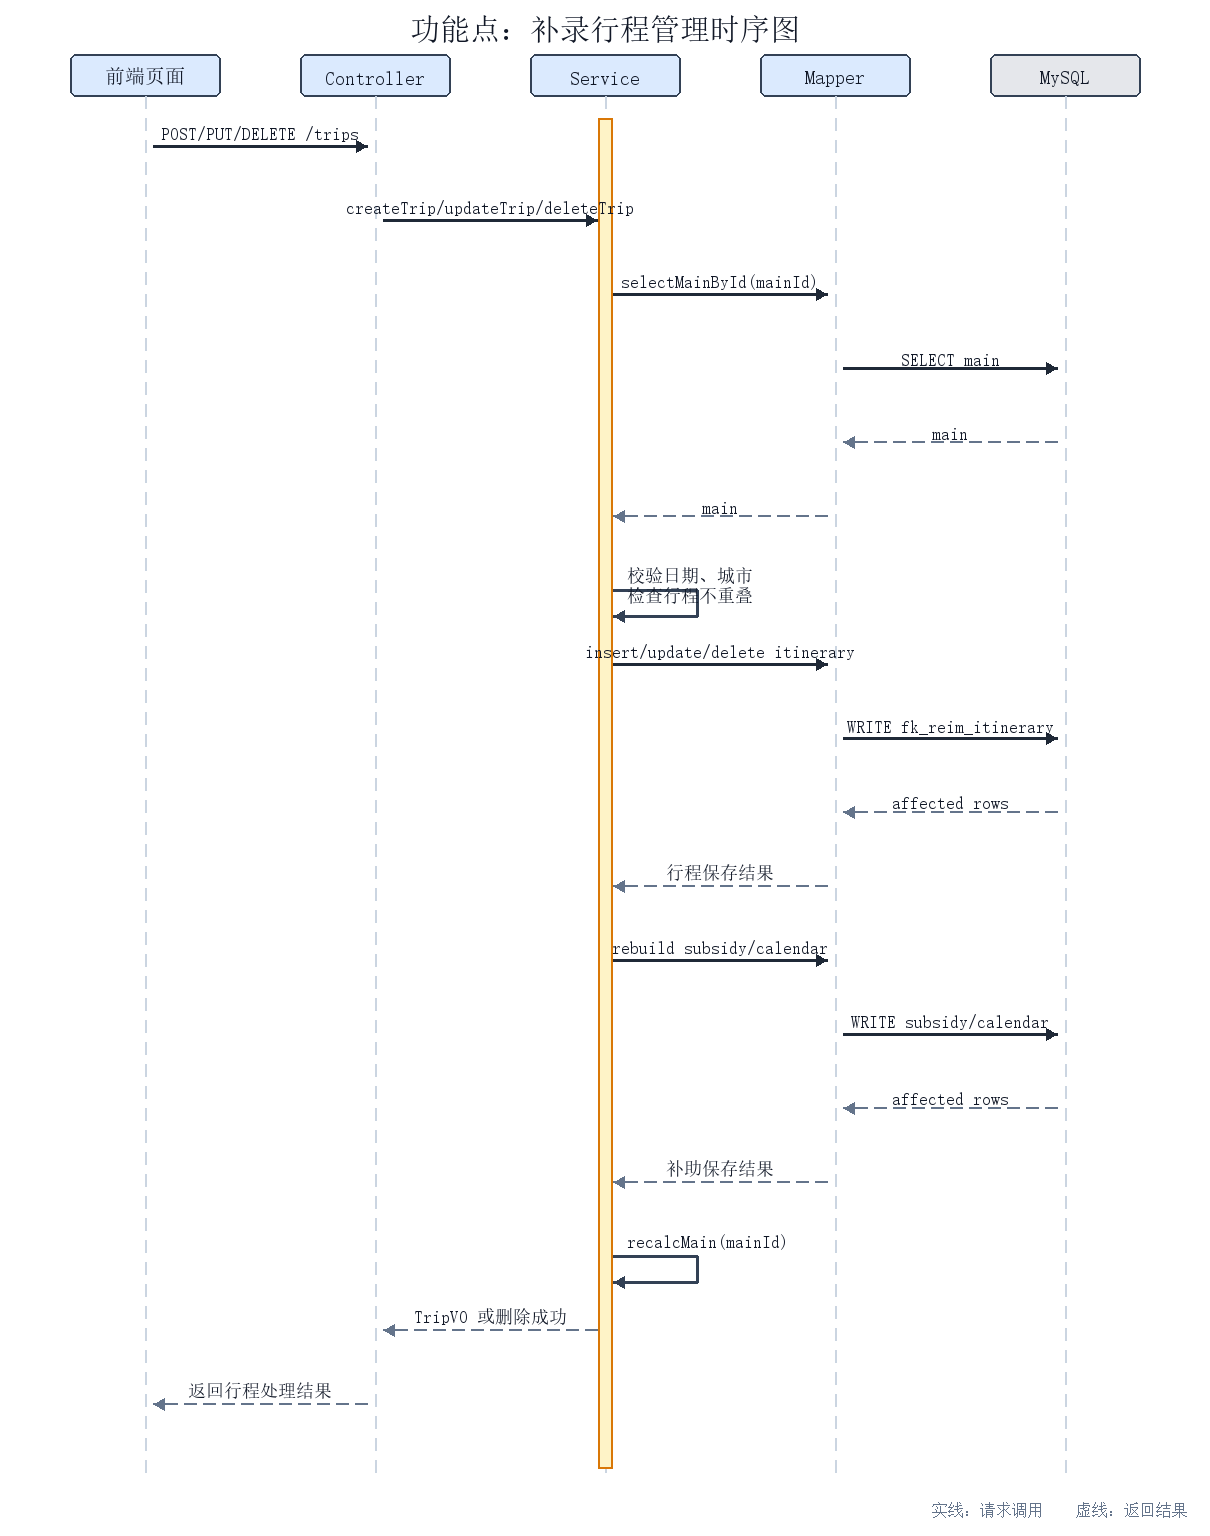 功能点：补录行程管理时序图
前端页面
Controller
Service
Mapper
MySQL
POST/PUT/DELETE /trips
createTrip/updateTrip/deleteTrip
selectMainById(mainId)
SELECT main
main
main
校验日期、城市
检查行程不重叠
insert/update/delete itinerary
WRITE fk_reim_itinerary
affected rows
行程保存结果
rebuild subsidy/calendar
WRITE subsidy/calendar
affected rows
补助保存结果
recalcMain(mainId)
TripVO 或删除成功
返回行程处理结果
实线：请求调用 虚线：返回结果